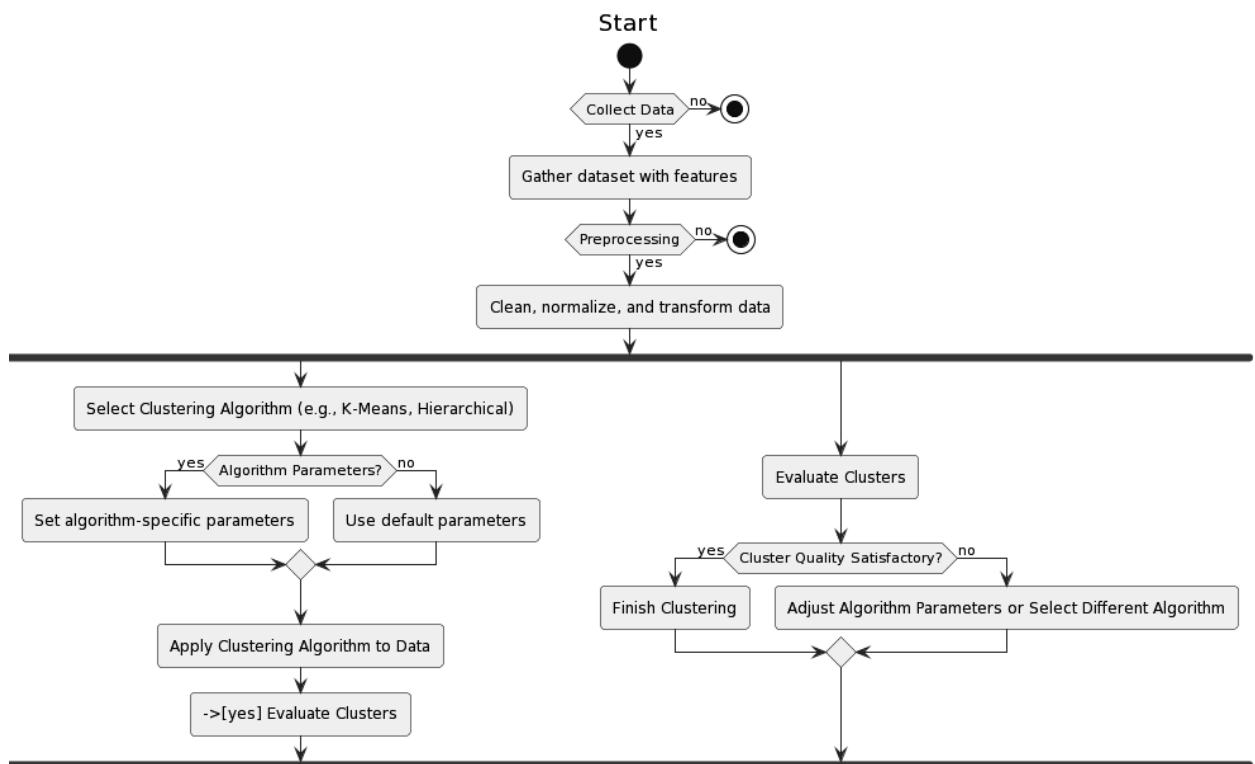 Start
Collect Data
no
yes
Gather dataset with features
Preprocessing
no
yes
Clean, normalize, and transform data
Select Clustering Algorithm (e.g., K-Means, Hierarchical)
yes
Algorithm Parameters?
no
Set algorithm-specific parameters
Use default parameters
Apply Clustering Algorithm to Data
->[yes] Evaluate Clusters
Evaluate Clusters
yes
Cluster Quality Satisfactory?
no
Finish Clustering
Adjust Algorithm Parameters or Select Different Algorithm